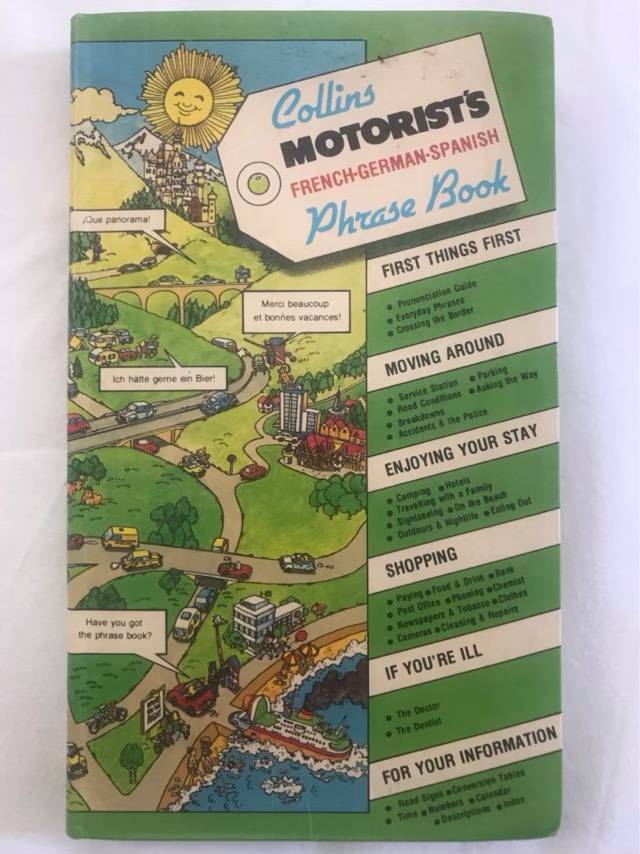 Collins
MOTORIST'S
FRENCH-GERMAN-SPANISH
Phrase Book
¡Que panorama!
Merci beaucoup
et bonnes vacances!
Ich hätte gerne ein Bier!
Have you got
the phrase book?
FIRST THINGS FIRST
• Pronunciation Guide
• Everyday Phrases
• Crossing the Border
MOVING AROUND
• Service Station • Parking
• Road Conditions • Asking the Way
• Breakdowns
• Accidents & the Police
ENJOYING YOUR STAY
• Camping • Hotels
• Travelling with a Family
• Sightseeing • On the Beach
• Outdoors & Nightlife • Eating Out
SHOPPING
• Paying • Food & Drink • Bank
• Post Office • Phoning • Chemist
• Newspapers & Tobacco • Clothes
• Cameras • Cleaning & Repairs
IF YOU'RE ILL
• The Doctor
• The Dentist
FOR YOUR INFORMATION
• Road Signs • Conversion Tables
• Time • Numbers • Calendar
• Descriptions • Index